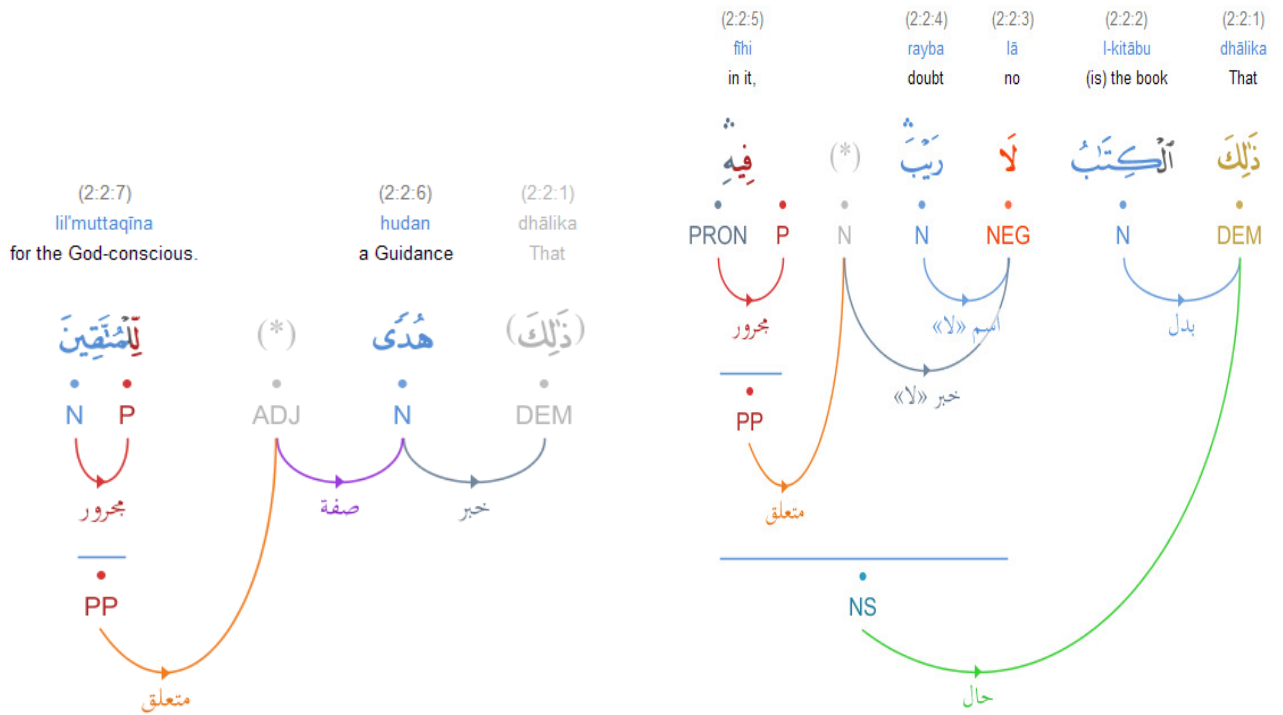 (2:2:1) (2:2:2) (2:2:3) (2:2:4) (2:2:5)
dhālika l-kitābu lā rayba fīhi
That (is) the book no doubt in it,
ذَٰلِكَ ٱلْكِتَٰبُ لَا رَيْبَ ۛ (*) فِيهِ ۛ
DEM N NEG N N P PRON
بدل اسم «لا» مجرور
خبر «لا»
PP
متعلق
NS
حال
(2:2:1) (2:2:6) (2:2:7)
dhālika hudan lil'muttaqīna
That a Guidance for the God-conscious.
(ذَٰلِكَ) هُدًى (*) لِّلْمُتَّقِينَ
DEM N ADJ P N
خبر صفة مجرور
PP
متعلق